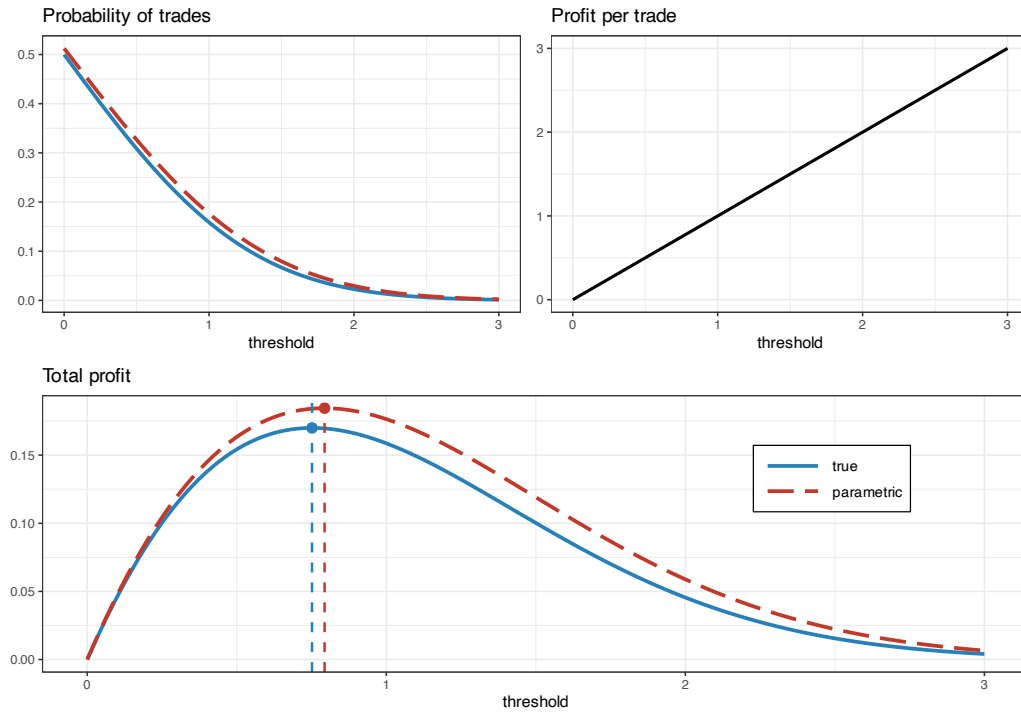 Probability of trades
0.5
0.4
0.3
0.2
0.1
0.0
0 1 2 3
threshold
Profit per trade
3
2
1
0
0 1 2 3
threshold
Total profit
0.15
0.10
0.05
0.00
0 1 2 3
threshold
true
parametric